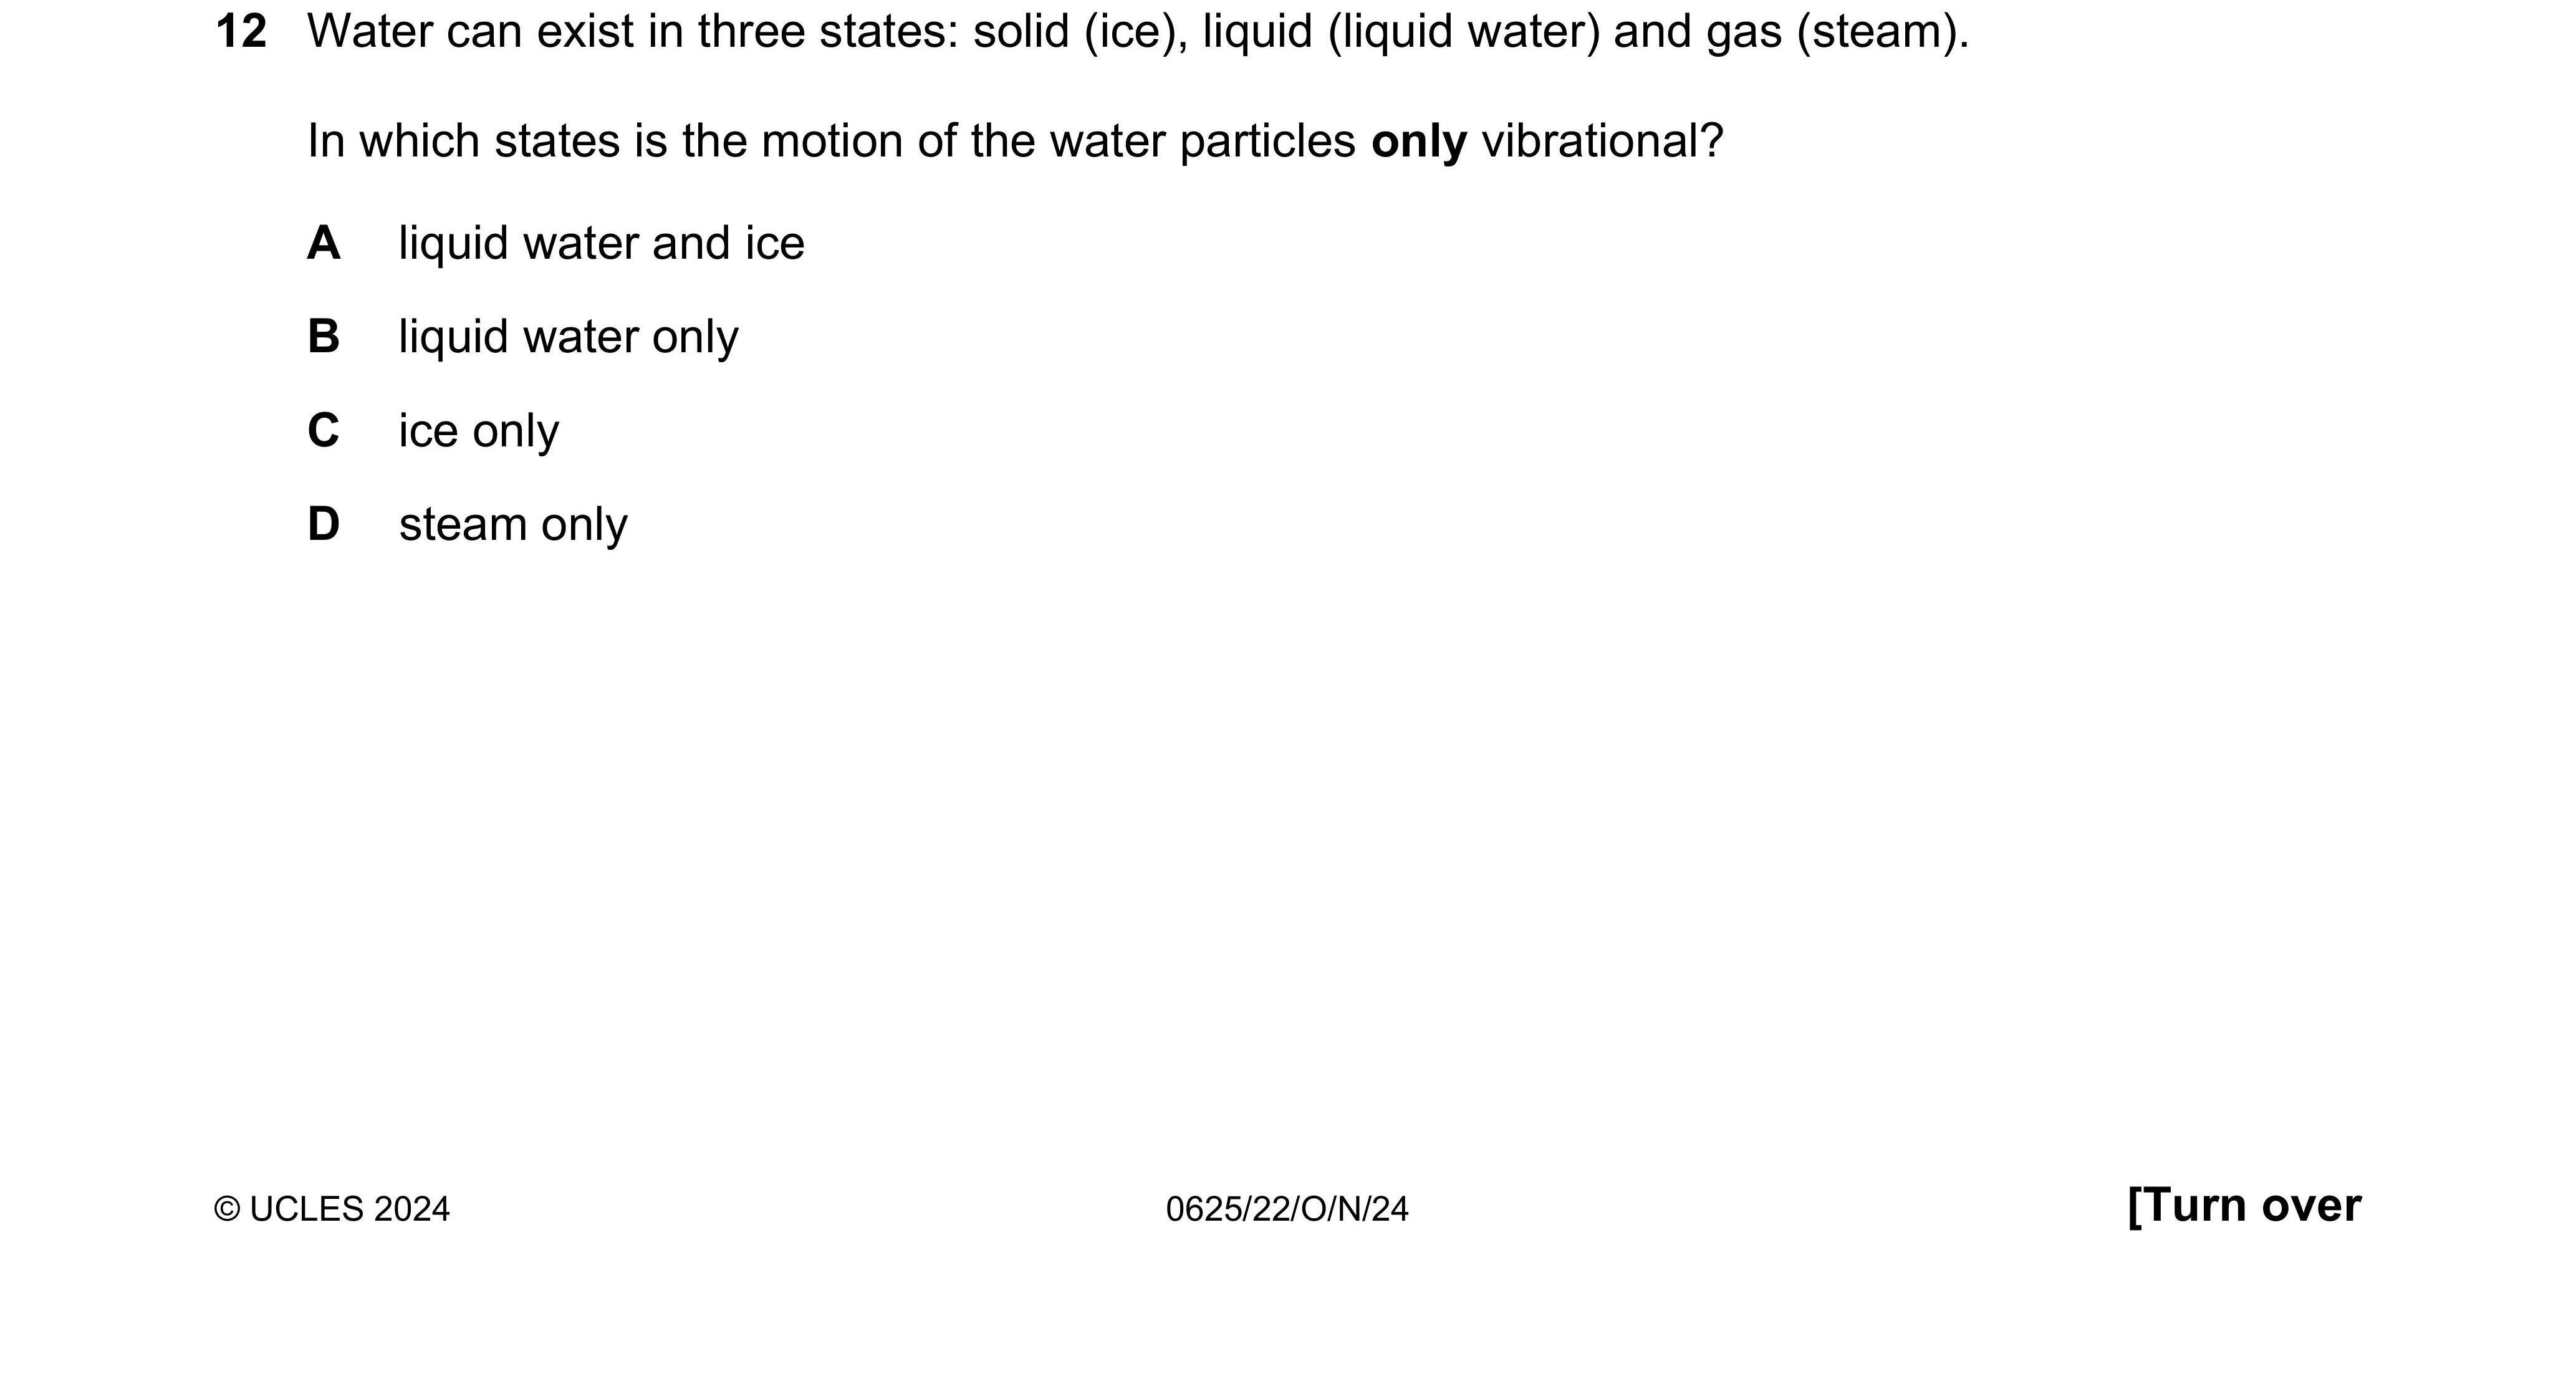 12 Water can exist in three states: solid (ice), liquid (liquid water) and gas (steam).
In which states is the motion of the water particles only vibrational?
A liquid water and ice
B liquid water only
C ice only
D steam only
© UCLES 2024 0625/22/O/N/24 [Turn over